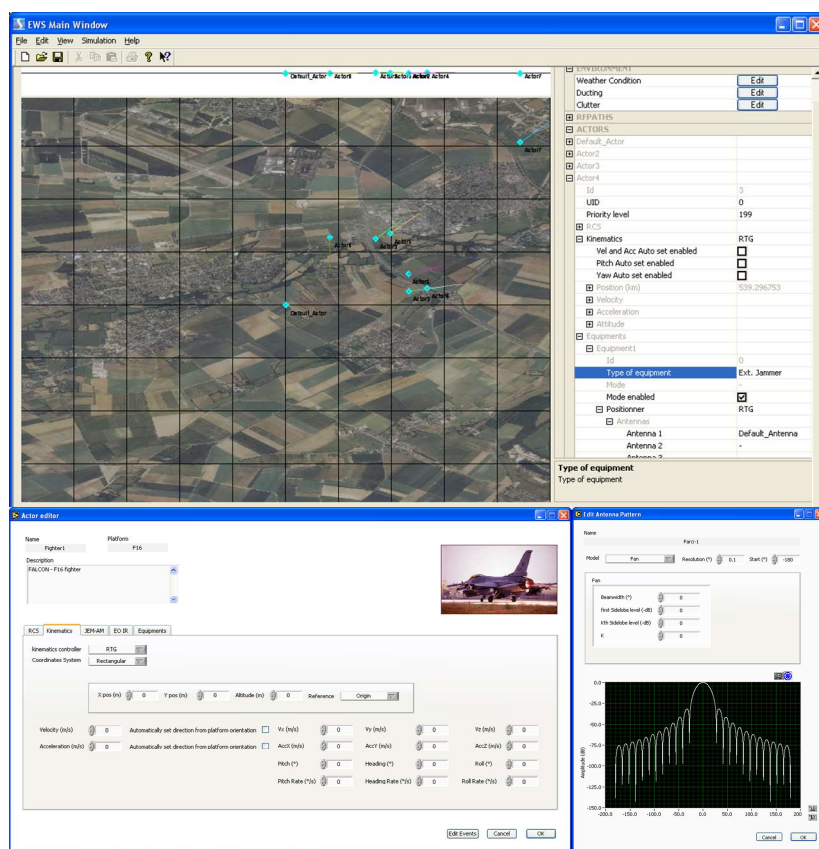 EWS Main Window
File Edit View Simulation Help
Default_Actor Actor6 Actor4 Actor7
ENVIRONMENT
Weather Condition Edit
Ducting Edit
Clutter Edit
RFPATHS
ACTORS
Default_Actor
Actor2
Actor3
Actor4
Id 3
UID 0
Priority level 199
RCS
Kinematics RTG
Vel and Acc Auto set enabled
Pitch Auto set enabled
Yaw Auto set enabled
Position (km) 539.296753
Velocity
Acceleration
Attitude
Equipments
Equipment1
Id 0
Type of equipment Ext. Jammer
Mode -
Mode enabled
Positionner RTG
Antennas
Antenna 1 Default_Antenna
Antenna 2 -
Antenna 3
Actor7
Actor4
Default_Actor
Type of equipment
Type of equipment
Actor editor
Name Platform
Fighter1 F16
Description
FALCON - F16 fighter
RCS Kinematics JEM-AM EO IR Equipments
kinematics controller RTG
Coordinates System Rectangular
X pos (m) 0 Y pos (m) 0 Altitude (m) 0 Reference Origin
Velocity (m/s) 0 Automatically set direction from platform orientation Vx (m/s) 0 Vy (m/s) 0 Vz (m/s) 0
Acceleration (m/s) 0 Automatically set direction from platform orientation AccX (m/s) 0 AccY (m/s) 0 AccZ (m/s) 0
Pitch (°) 0 Heading (°) 0 Roll (°) 0
Pitch Rate (°/s) 0 Heading Rate (°/s) 0 Roll Rate (°/s) 0
Edit Events Cancel OK
Edit Antenna Pattern
Name
Fan1-1
Model Fan Resolution (°) 0.1 Start (°) -180
Fan
Beamwidth (°) 0
first Sidelobe level (-dB) 0
Kth Sidelobe level (-dB) 0
K 0
Amplitude (dB)
0.0
-25.0
-50.0
-75.0
-100.0
-125.0
-150.0
-200.0 -150.0 -100.0 -50.0 0.0 50.0 100.0 150.0 200
Cancel OK